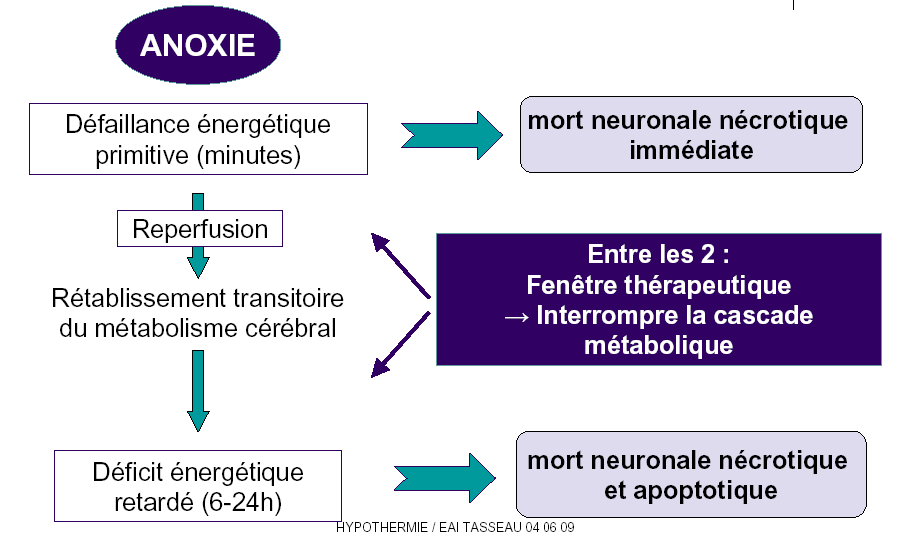 ANOXIE
Défaillance énergétique
primitive (minutes)
mort neuronale nécrotique
immédiate
Reperfusion
Rétablissement transitoire
du métabolisme cérébral
Entre les 2 :
Fenêtre thérapeutique
→ Interrompre la cascade
métabolique
Déficit énergétique
retardé (6-24h)
mort neuronale nécrotique
et apoptotique
HYPOTHERMIE / EAI TASSEAU 04 06 09